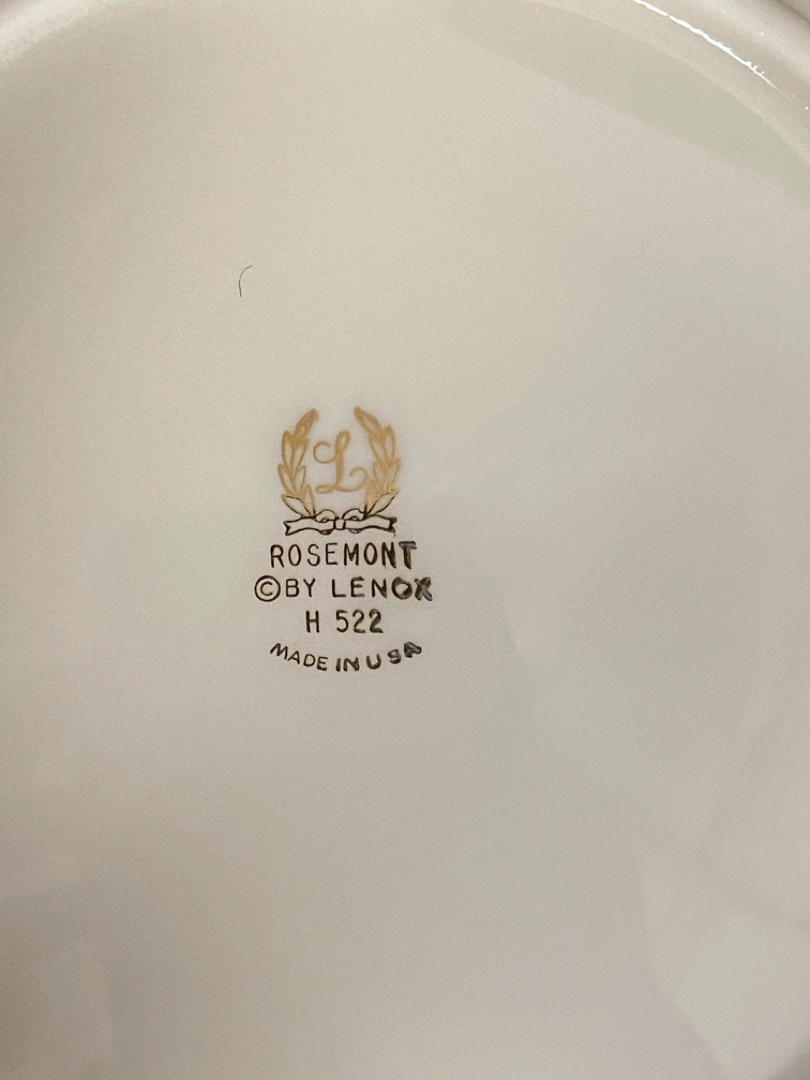 L
ROSEMONT
©BY LENOX
H 522
MADE IN USA